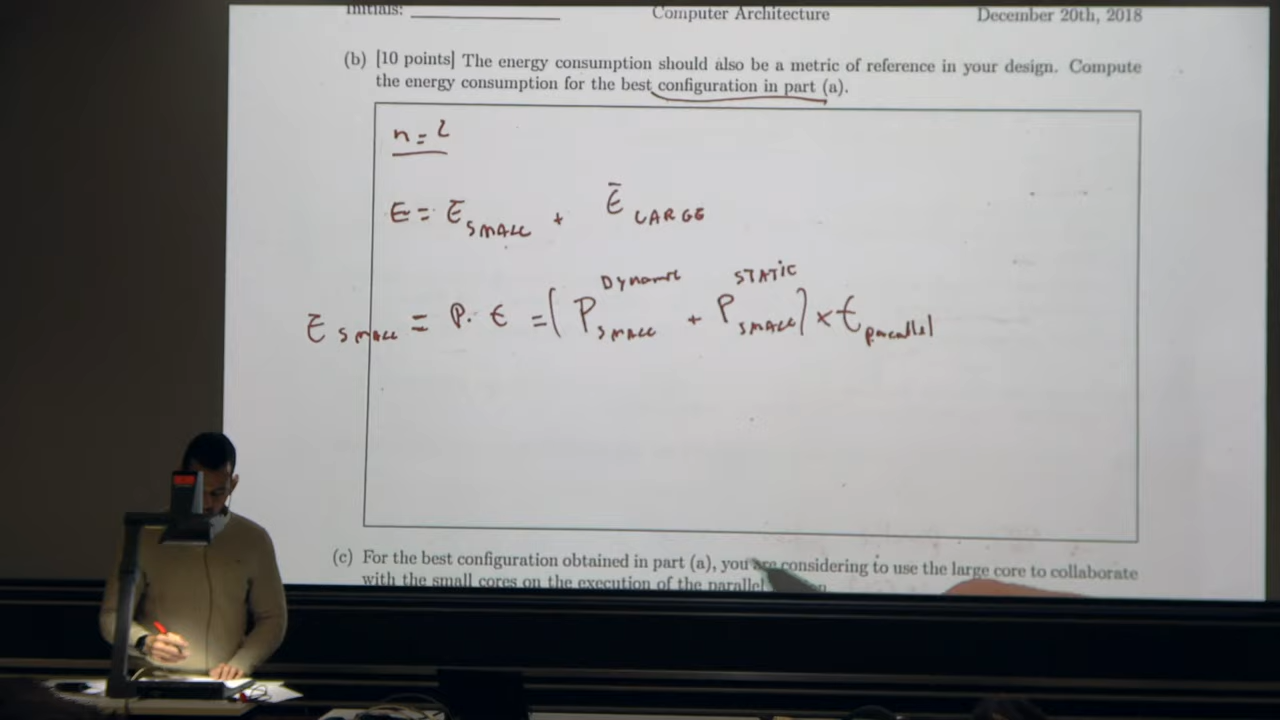 Initials: Computer Architecture December 20th, 2018
(b) [10 points] The energy consumption should also be a metric of reference in your design. Compute
the energy consumption for the best configuration in part (a).
n = 2
E = E SMALL + E LARGE
Dynamic STATIC
E SMALL = P. t = (P SMALL + P SMALL) × t parallel
(c) For the best configuration obtained in part (a), you are considering to use the large core to collaborate
with the small cores on the execution of the parallel